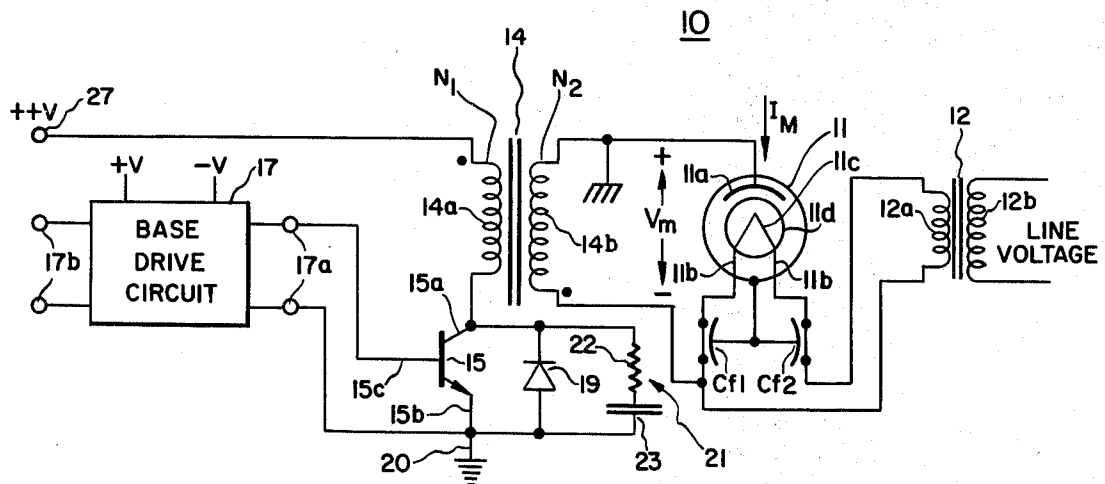 10
14
N1
N2
++V
27
IM
11
11c
12
+V
-V
17
11a
+
Vm
-
14a
14b
11d
12a
12b
LINE
VOLTAGE
17b
BASE
DRIVE
CIRCUIT
17a
11b
11b
15a
15
15c
15b
19
22
Cf1
Cf2
20
23
21